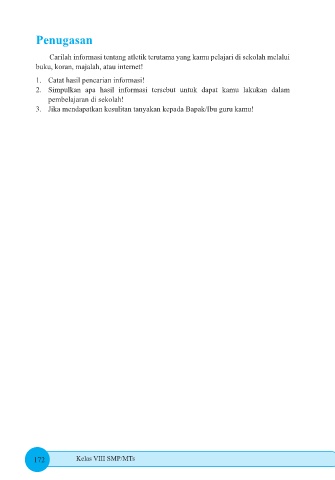 Penugasan
Carilah informasi tentang atletik terutama yang kamu pelajari di sekolah melalui
buku, koran, majalah, atau internet!
1. Catat hasil pencarian informasi!
2. Simpulkan apa hasil informasi tersebut untuk dapat kamu lakukan dalam
pembelajaran di sekolah!
3. Jika mendapatkan kesulitan tanyakan kepada Bapak/Ibu guru kamu!
172 Kelas VIII SMP/MTs